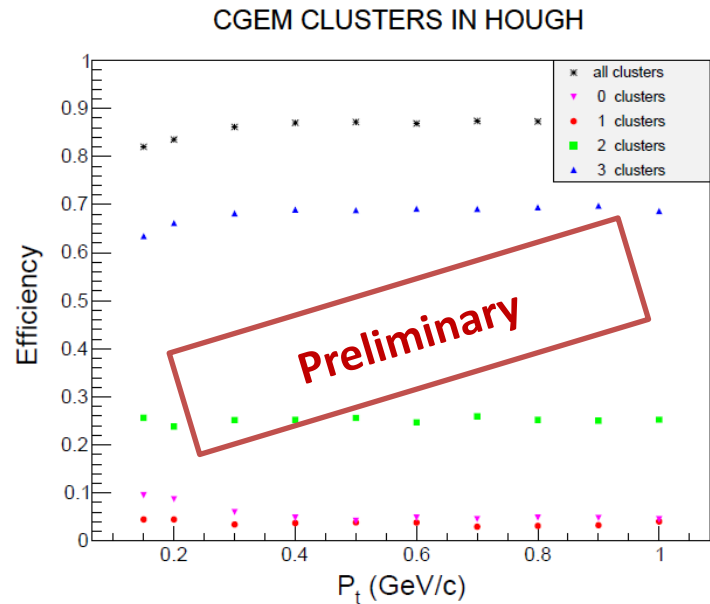 CGEM CLUSTERS IN HOUGH
all clusters
0 clusters
1 clusters
2 clusters
3 clusters
Efficiency
1
0.9
0.8
0.7
0.6
0.5
0.4
0.3
0.2
0.1
0
Preliminary
0.2
0.4
0.6
0.8
1
Pt (GeV/c)